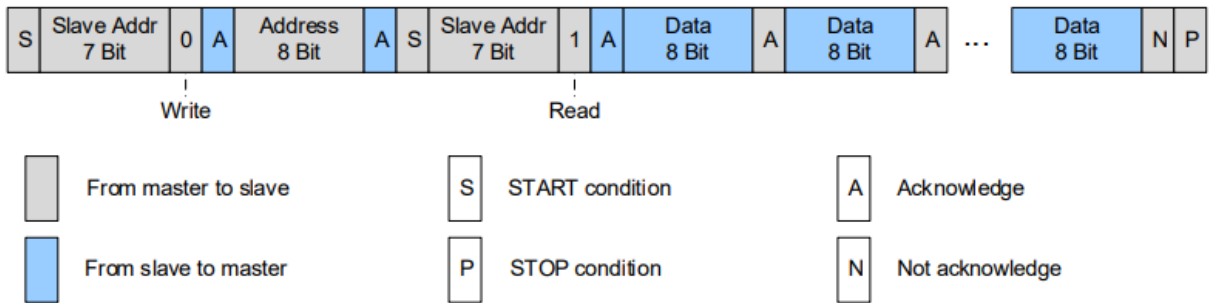 S Slave Addr 7 Bit 0 A Address 8 Bit A S Slave Addr 7 Bit 1 A Data 8 Bit A Data 8 Bit A ... Data 8 Bit N P
Write Read
From master to slave S START condition A Acknowledge
From slave to master P STOP condition N Not acknowledge